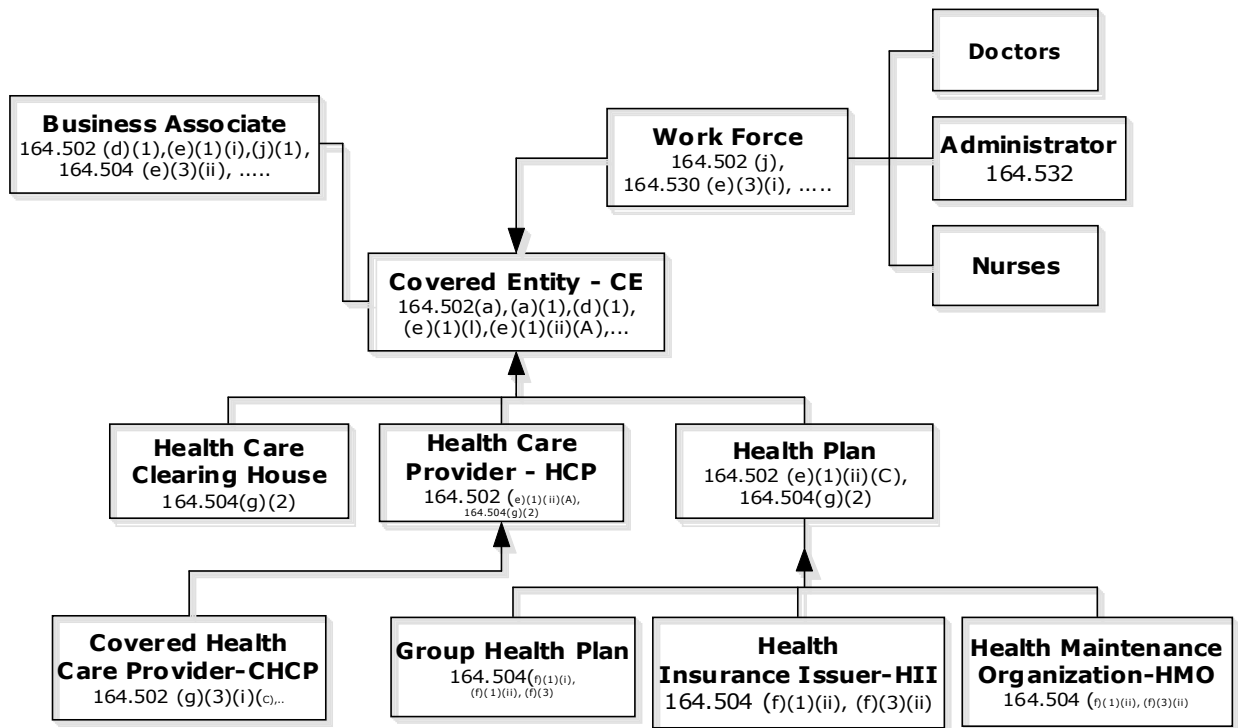 Doctors
Business Associate
164.502 (d)(1),(e)(1)(i),(j)(1),
164.504 (e)(3)(ii), .....
Work Force
164.502 (j),
164.530 (e)(3)(i), .....
Administrator
164.532
Nurses
Covered Entity - CE
164.502(a),(a)(1),(d)(1),
(e)(1)(l),(e)(1)(ii)(A),...
Health Care
Clearing House
164.504(g)(2)
Health Care
Provider - HCP
164.502 (e)(1)(ii)(A),
164.504(g)(2)
Health Plan
164.502 (e)(1)(ii)(C),
164.504(g)(2)
Covered Health
Care Provider-CHCP
164.502 (g)(3)(i)(C),..
Group Health Plan
164.504(f)(1)(i),
(f)(1)(ii), (f)(3)
Health
Insurance Issuer-HII
164.504 (f)(1)(ii), (f)(3)(ii)
Health Maintenance
Organization-HMO
164.504 (f)(1)(ii), (f)(3)(ii)